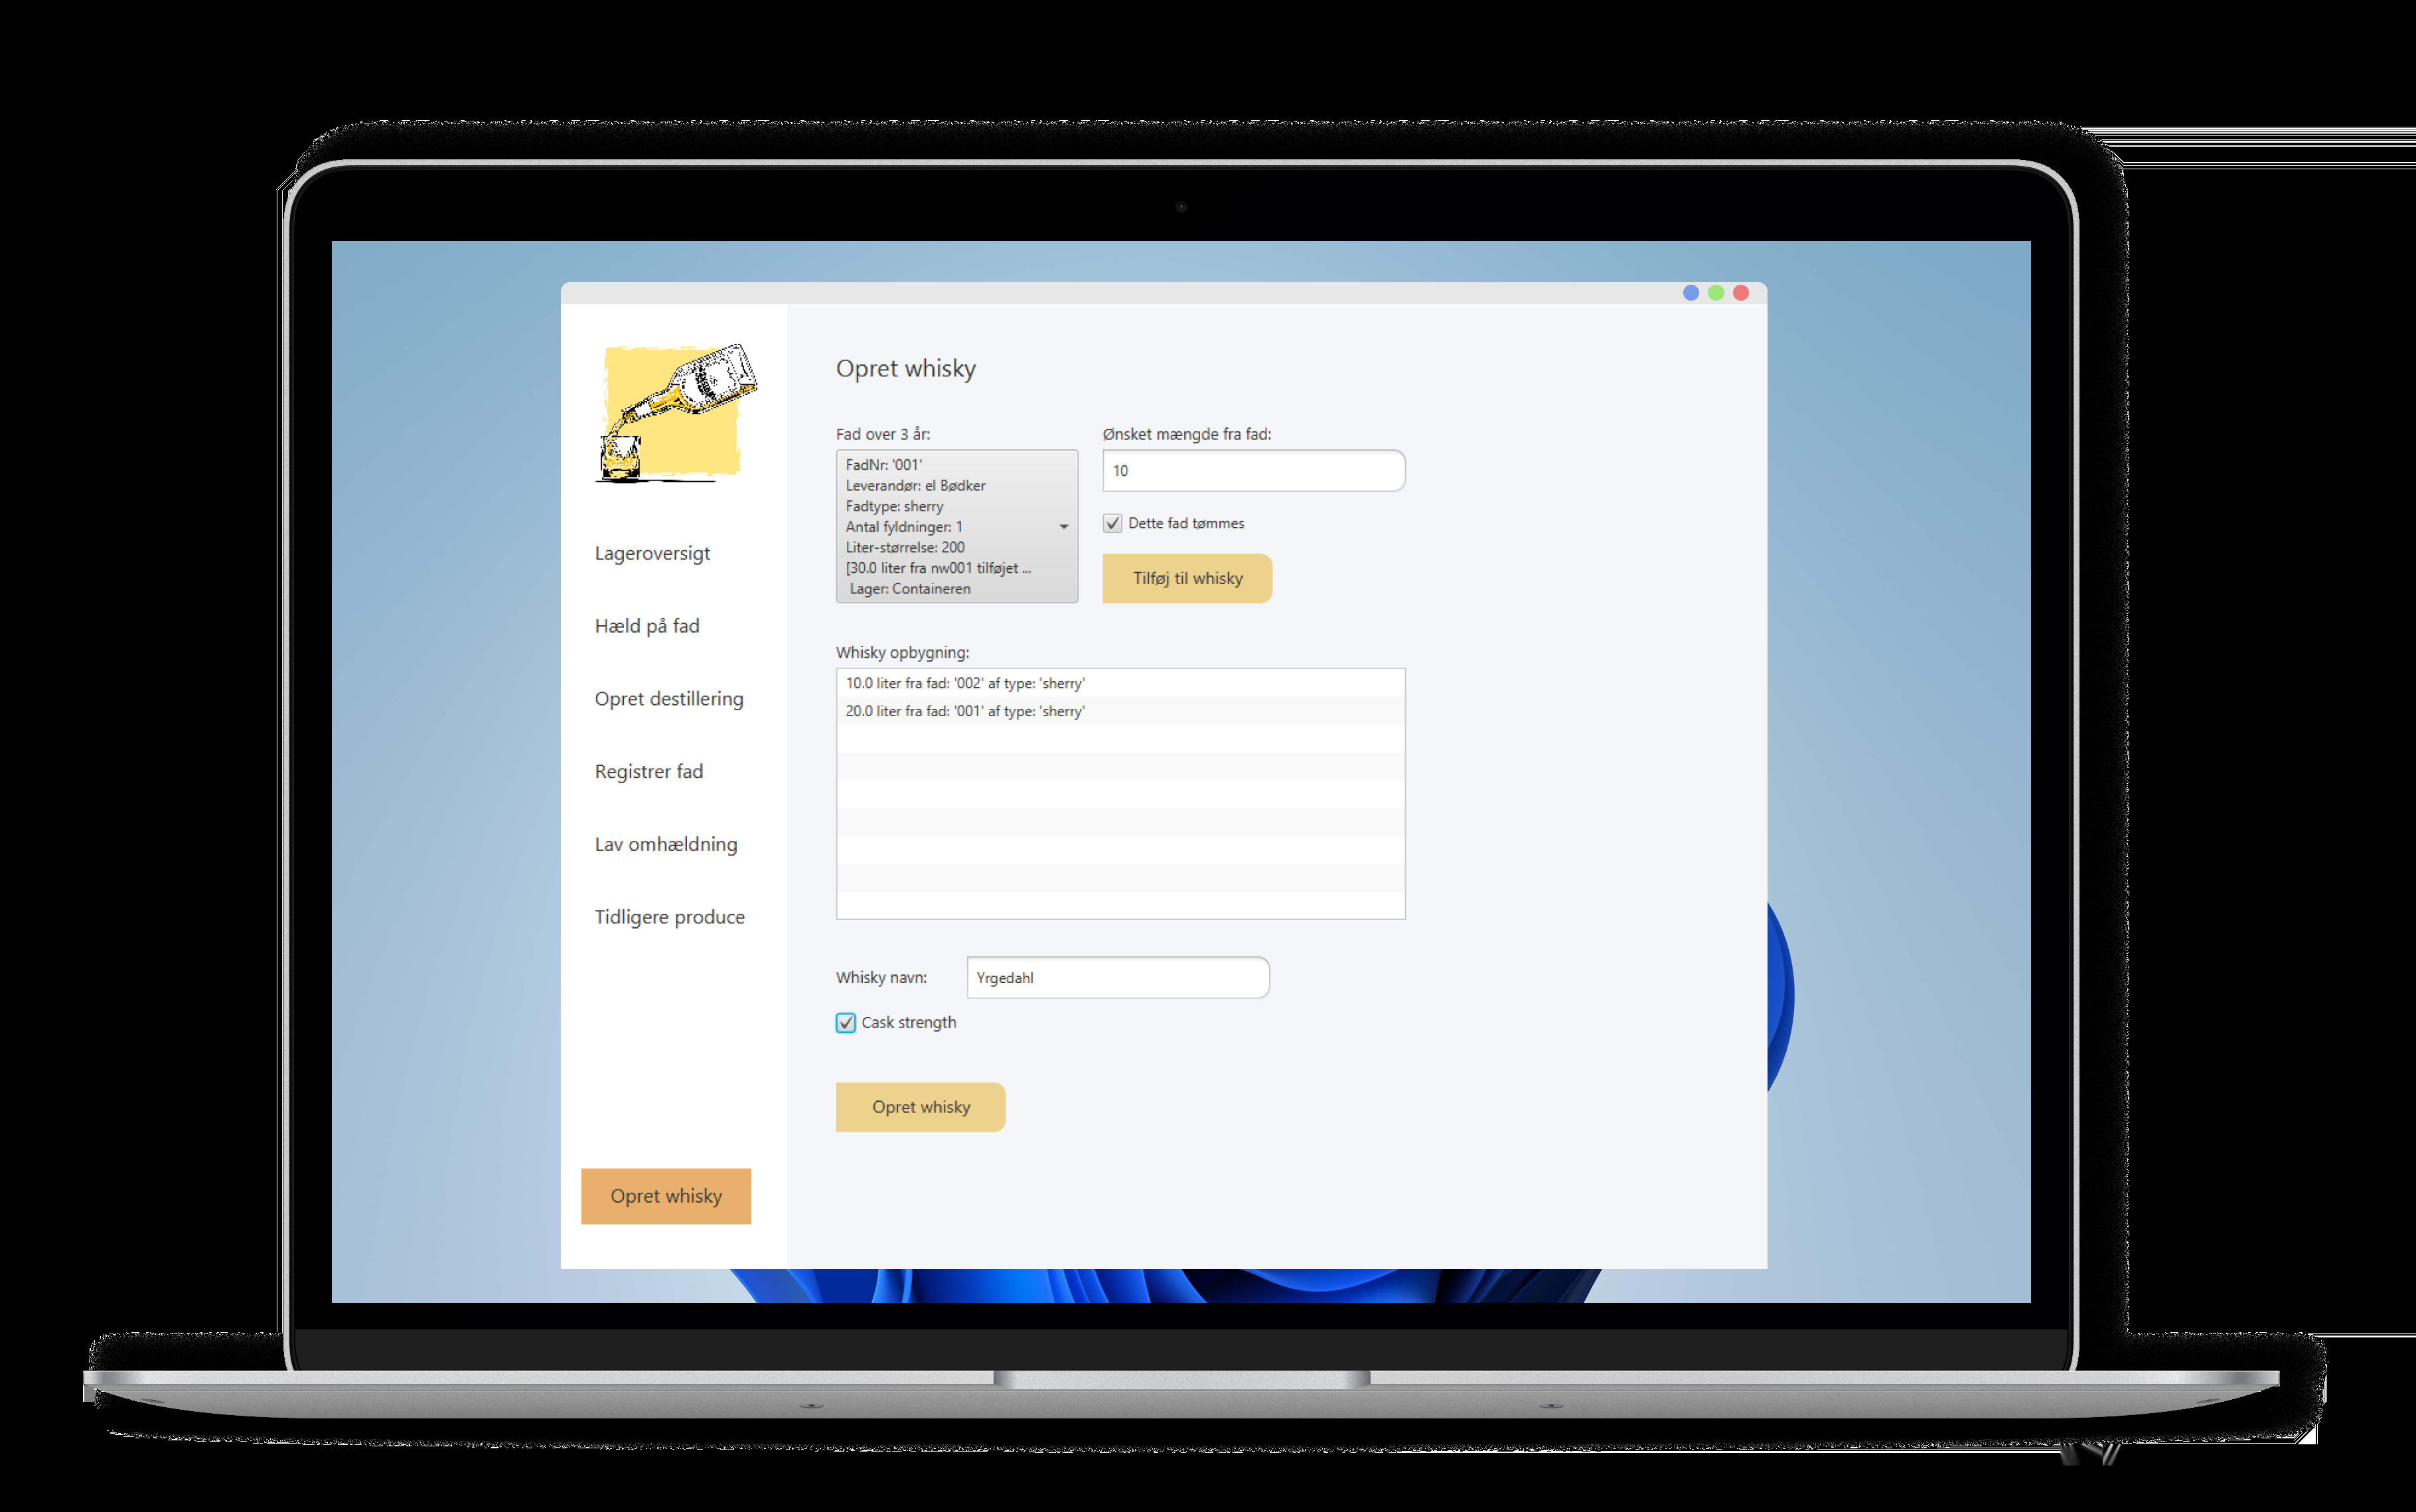 Lageroversigt
Hæld på fad
Opret destillering
Registrer fad
Lav omhældning
Tidligere produce
Opret whisky
Opret whisky
Fad over 3 år:
FadNr: '001'
Leverandør: el Bødker
Fadtype: sherry
Antal fyldninger: 1
Liter-størrelse: 200
[30.0 liter fra nw001 tilføjet ...
Lager: Containeren
Ønsket mængde fra fad:
10
Dette fad tømmes
Tilføj til whisky
Whisky opbygning:
10.0 liter fra fad: '002' af type: 'sherry'
20.0 liter fra fad: '001' af type: 'sherry'
Whisky navn:
Yrgedahl
Cask strength
Opret whisky